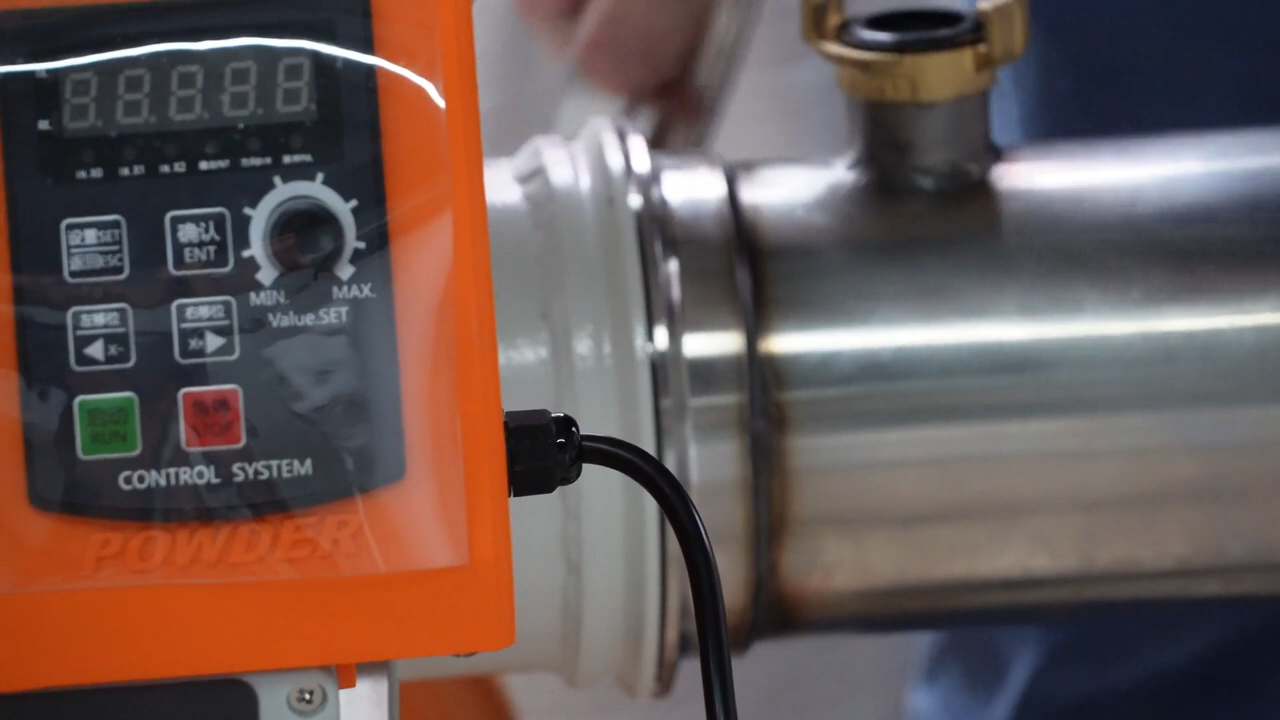 设置SET
返回ESC
确认
ENT
MIN.
MAX.
Value.SET
左移位
X-
右移位
启动
RUN
STOP
CONTROL SYSTEM
POWDER